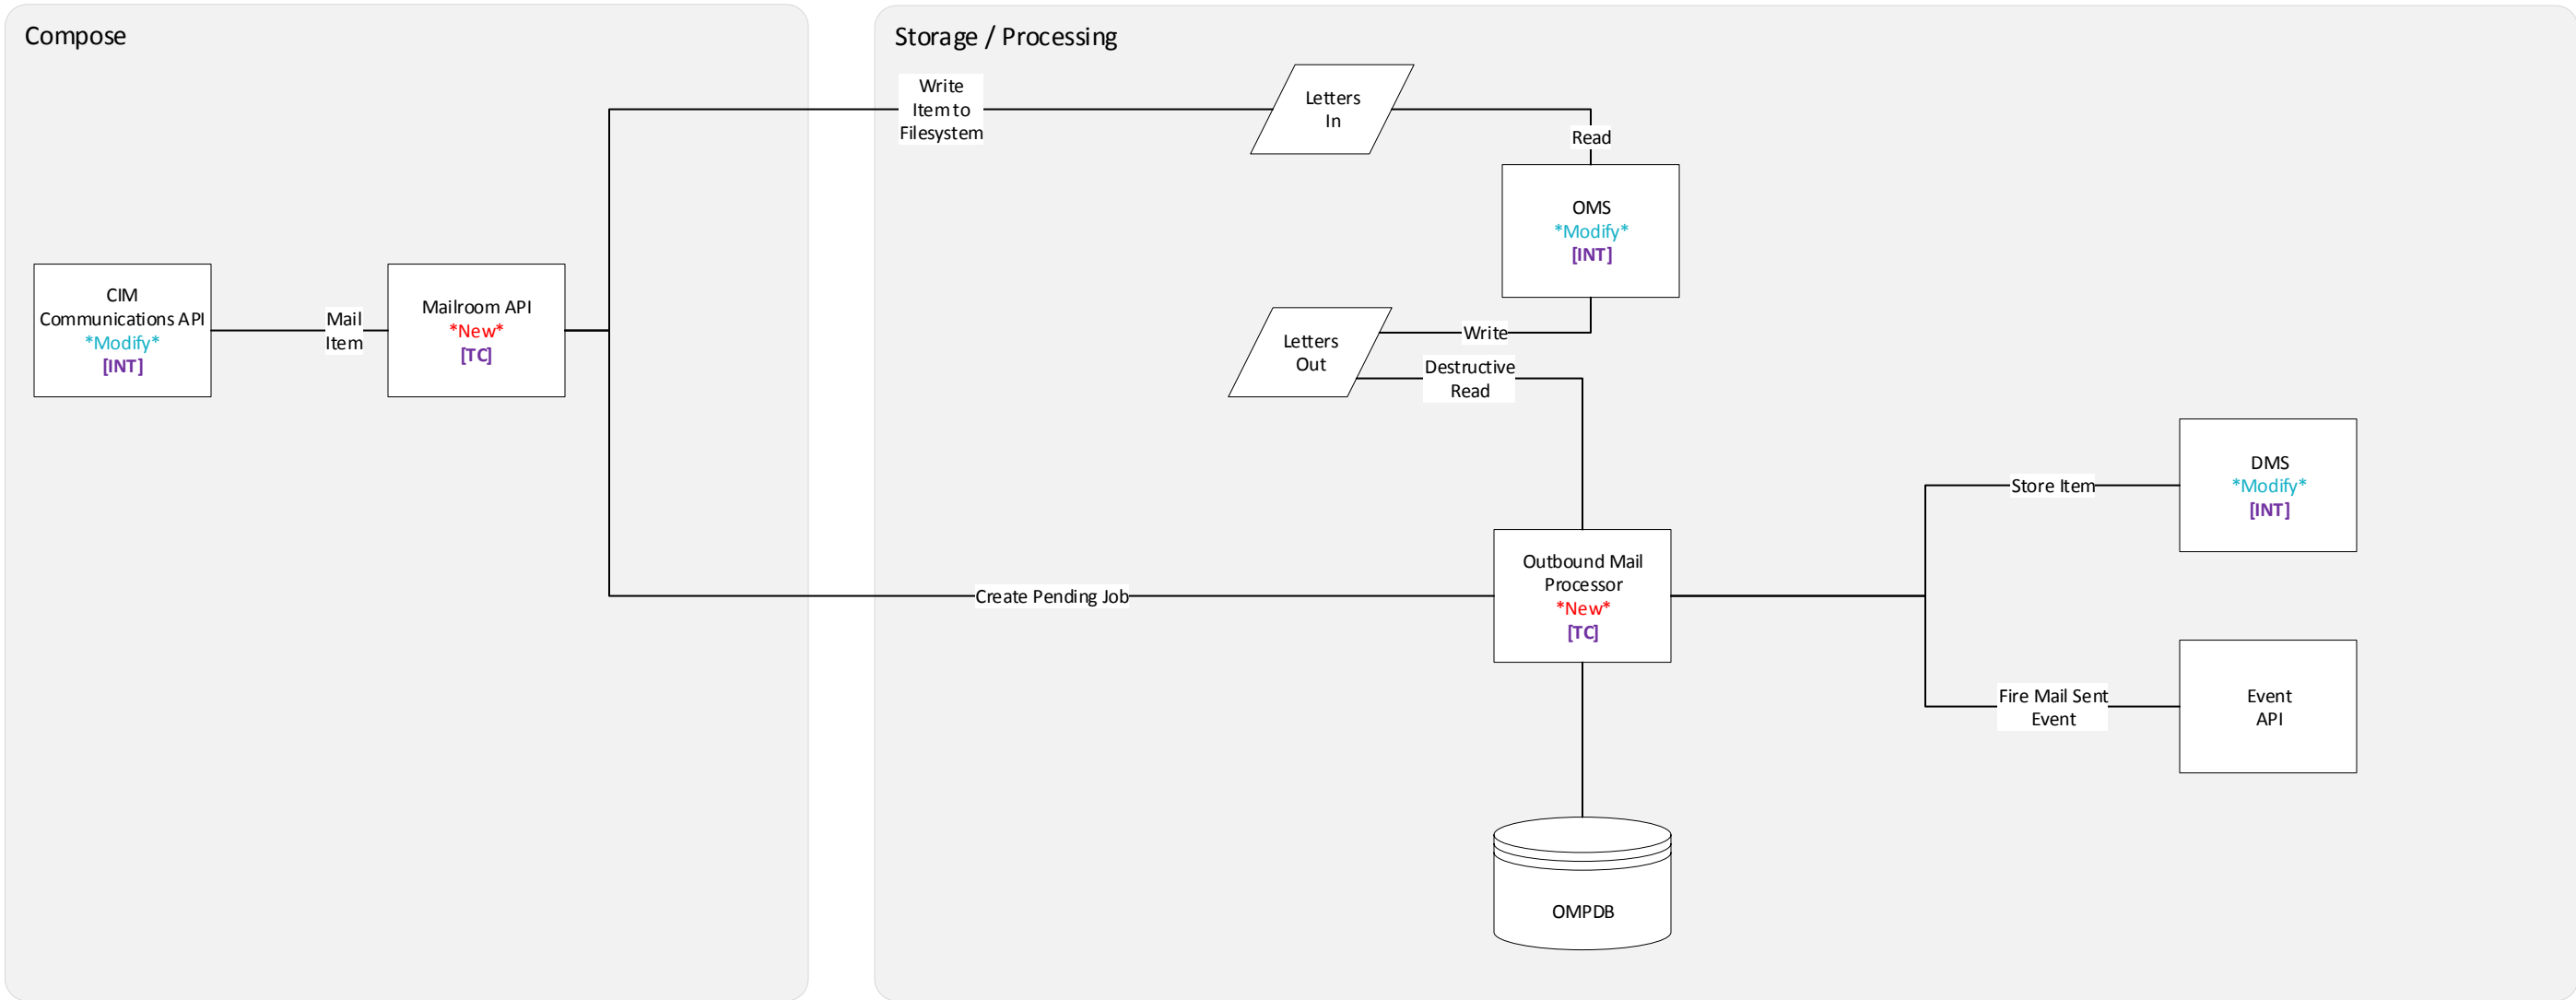 Compose
Storage / Processing
Write
Item to
Filesystem
Letters
In
Read
OMS
*Modify*
[INT]
CIM
Communications API
*Modify*
[INT]
Mail
Item
Mailroom API
*New*
[TC]
Letters
Out
Write
Destructive
Read
DMS
*Modify*
[INT]
Store Item
Outbound Mail
Processor
*New*
[TC]
Create Pending Job
Fire Mail Sent
Event
Event
API
OMPDB